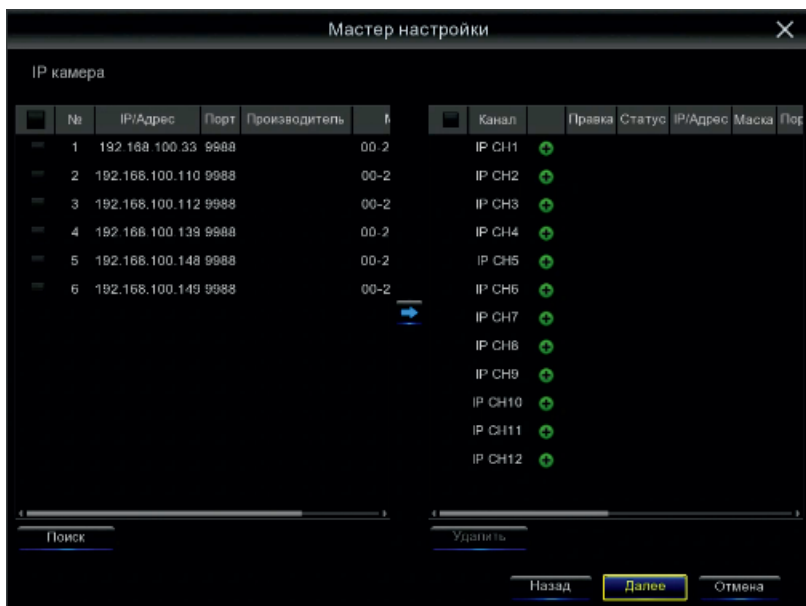 Мастер настройки
IP камера
№ IP/Адрес Порт Производитель
Канал Правка Статус IP/Адрес Маска Пор
1 192.168.100.33 9988 00-2 IP CH1
2 192.168.100.110 9988 00-2 IP CH2
3 192.168.100.112 9988 00-2 IP CH3
4 192.168.100.139 9988 00-2 IP CH4
5 192.168.100.148 9988 00-2 IP CH5
6 192.168.100.149 9988 00-2 IP CH6
IP CH7
IP CH8
IP CH9
IP CH10
IP CH11
IP CH12
Поиск Удалить
Назад Далее Отмена